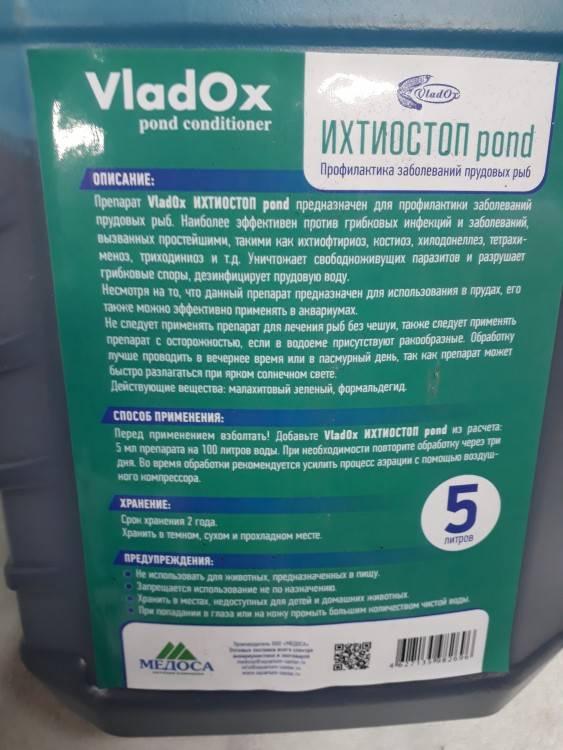 VladOx
pond conditioner
VladOx
ИХТИОСТОП pond
Профилактика заболеваний прудовых рыб
ОПИСАНИЕ:
Препарат VladOx ИХТИОСТОП pond предназначен для профилактики заболеваний
прудовых рыб. Наиболее эффективен против грибковых инфекций и заболеваний,
вызванных простейшими, такими как ихтиофтириоз, костиоз, хилодонеллез, тетрахи-
меноз, триходиниоз и т.д. Уничтожает свободноживущих паразитов и разрушает
грибковые споры, дезинфицирует прудовую воду.
Несмотря на то, что данный препарат предназначен для использования в прудах, его
также можно эффективно применять в аквариумах.
Не следует применять препарат для лечения рыб без чешуи, также следует применять
препарат с осторожностью, если в водоеме присутствуют ракообразные. Обработку
лучше проводить в вечернее время или в пасмурный день, так как препарат может
быстро разлагаться при ярком солнечном свете.
Действующие вещества: малахитовый зеленый, формальдегид.
СПОСОБ ПРИМЕНЕНИЯ:
Перед применением взболтать! Добавьте VladOx ИХТИОСТОП pond из расчета:
5 мл препарата на 100 литров воды. При необходимости повторите обработку через три
дня. Во время обработки рекомендуется усилить процесс аэрации с помощью воздуш-
ного компрессора.
ХРАНЕНИЕ:
Срок хранения 2 года.
Хранить в темном, сухом и прохладном месте.
5
литров
ПРЕДУПРЕЖДЕНИЯ:
Не использовать для животных, предназначенных в пищу.
Запрещается использование не по назначению.
Хранить в местах, недоступных для детей и домашних животных.
При попадании в глаза или на кожу промыть большим количеством чистой воды.
МЕДОСА
Производитель ООО «МЕДОСА»
Оптовые поставки всего спектра
аквариумистики и зоотоваров